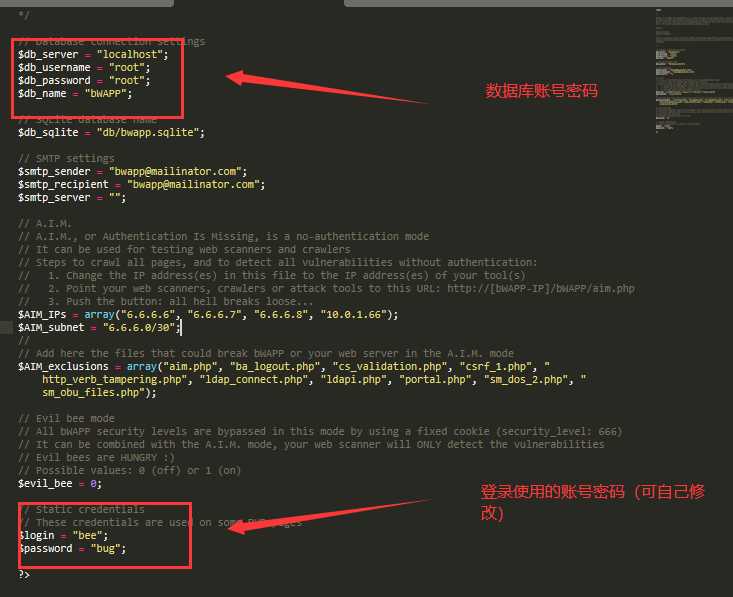 */
// Database connection settings
$db_server = "localhost";
$db_username = "root";
$db_password = "root";
$db_name = "bWAPP";
数据库账号密码
// SQLite database name
$db_sqlite = "db/bwapp.sqlite";
// SMTP settings
$smtp_sender = "bwapp@mailinator.com";
$smtp_recipient = "bwapp@mailinator.com";
$smtp_server = "";
// A.I.M.
// A.I.M., or Authentication Is Missing, is a no-authentication mode
// It can be used for testing web scanners and crawlers
// Steps to crawl all pages, and to detect all vulnerabilities without authentication:
//   1. Change the IP address(es) in this file to the IP address(es) of your tool(s)
//   2. Point your web scanners, crawlers or attack tools to this URL: http://[bWAPP-IP]/bWAPP/aim.php
//   3. Push the button: all hell breaks loose...
$AIM_IPs = array("6.6.6.6", "6.6.6.7", "6.6.6.8", "10.0.1.66");
$AIM_subnet = "6.6.6.0/30";
//
// Add here the files that could break bWAPP or your web server in the A.I.M. mode
$AIM_exclusions = array("aim.php", "ba_logout.php", "cs_validation.php", "csrf_1.php", "
http_verb_tampering.php", "ldap_connect.php", "ldapi.php", "portal.php", "sm_dos_2.php", "
sm_obu_files.php");
// Evil bee mode
// All bWAPP security levels are bypassed in this mode by using a fixed cookie (security_level: 666)
// It can be combined with the A.I.M. mode, your web scanner will ONLY detect the vulnerabilities
// Evil bees are HUNGRY :)
// Possible values: 0 (off) or 1 (on)
$evil_bee = 0;
登录使用的账号密码（可自己修
改）
// Static credentials
// These credentials are used on some PHP pages
$login = "bee";
$password = "bug";
?>